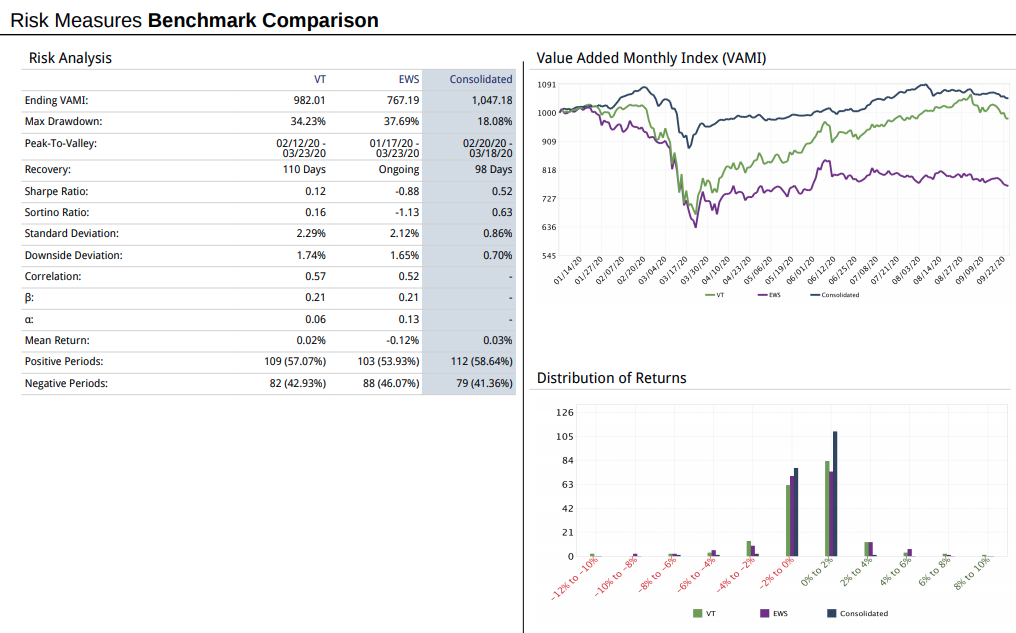 Risk Measures Benchmark Comparison
Risk Analysis
VT EWS Consolidated
Ending VAMI: 982.01 767.19 1,047.18
Max Drawdown: 34.23% 37.69% 18.08%
Peak-To-Valley: 02/12/20 - 03/23/20 01/17/20 - 03/23/20 02/20/20 - 03/18/20
Recovery: 110 Days Ongoing 98 Days
Sharpe Ratio: 0.12 -0.88 0.52
Sortino Ratio: 0.16 -1.13 0.63
Standard Deviation: 2.29% 2.12% 0.86%
Downside Deviation: 1.74% 1.65% 0.70%
Correlation: 0.57 0.52 -
β: 0.21 0.21 -
α: 0.06 0.13 -
Mean Return: 0.02% -0.12% 0.03%
Positive Periods: 109 (57.07%) 103 (53.93%) 112 (58.64%)
Negative Periods: 82 (42.93%) 88 (46.07%) 79 (41.36%)
Value Added Monthly Index (VAMI)
1091
1000
909
818
727
636
545
01/14/20 01/27/20 02/07/20 02/20/20 03/04/20 03/17/20 03/30/20 04/10/20 04/23/20 05/06/20 05/19/20 06/01/20 06/12/20 06/25/20 07/08/20 07/21/20 08/03/20 08/14/20 08/27/20 09/09/20 09/22/20
VT EWS Consolidated
Distribution of Returns
126
105
84
63
42
21
0
-12% to -10% -10% to -8% -8% to -6% -6% to -4% -4% to -2% -2% to 0% 0% to 2% 2% to 4% 4% to 6% 6% to 8% 8% to 10%
VT EWS Consolidated